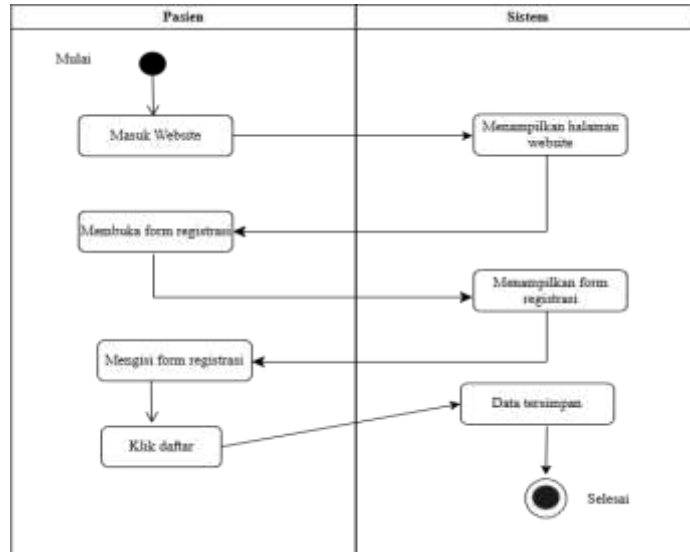 Pasien
Sistem
Mulai
Masuk Website
Menampilkan halaman
website
Membuka form registrasi
Menampilkan form
registrasi
Mengisi form registrasi
Data tersimpan
Klik daftar
Selesai